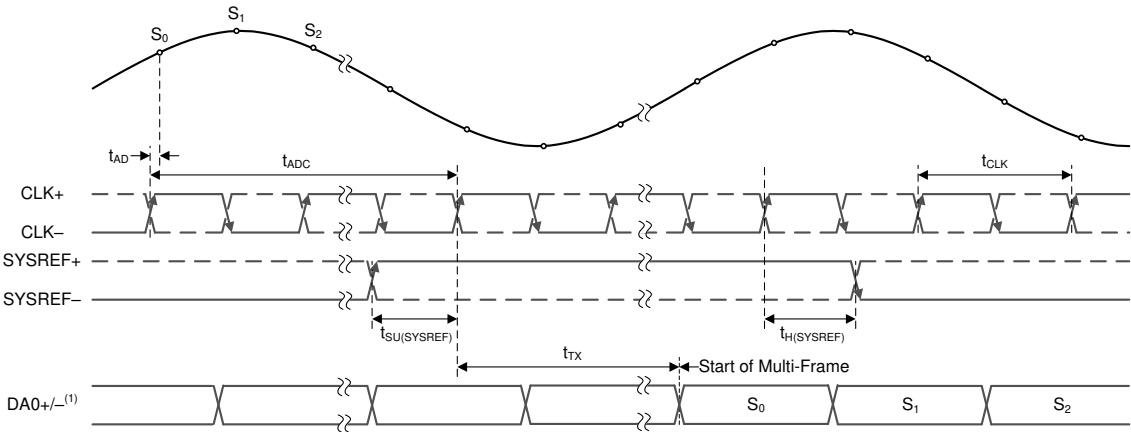 S0
S1
S2
tAD
tADC
tCLK
CLK+
CLK–
SYSREF+
SYSREF–
tSU(SYSREF)
tH(SYSREF)
tTX
Start of Multi-Frame
DA0+/–(1)
S0
S1
S2